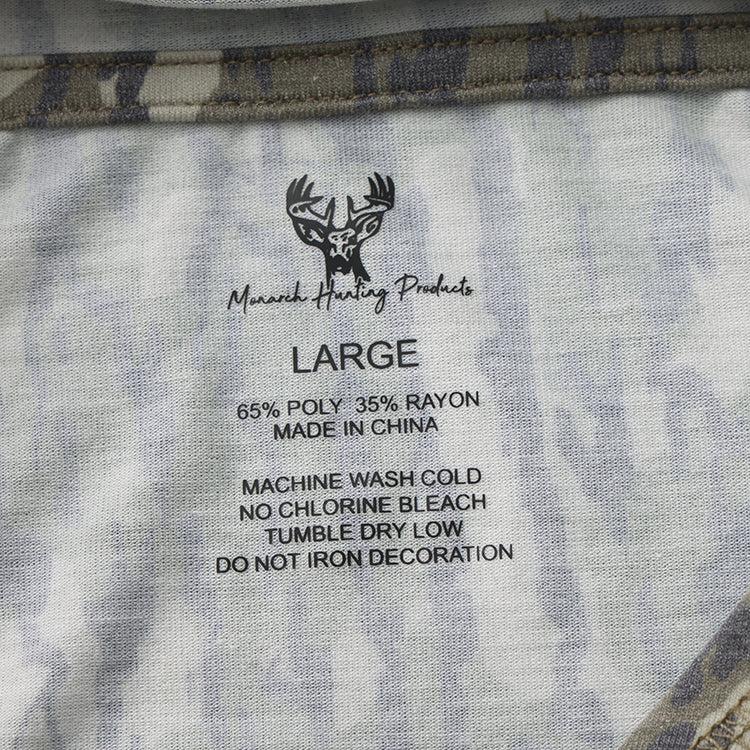 Monarch Hunting Products
LARGE
65% POLY 35% RAYON
MADE IN CHINA
MACHINE WASH COLD
NO CHLORINE BLEACH
TUMBLE DRY LOW
DO NOT IRON DECORATION